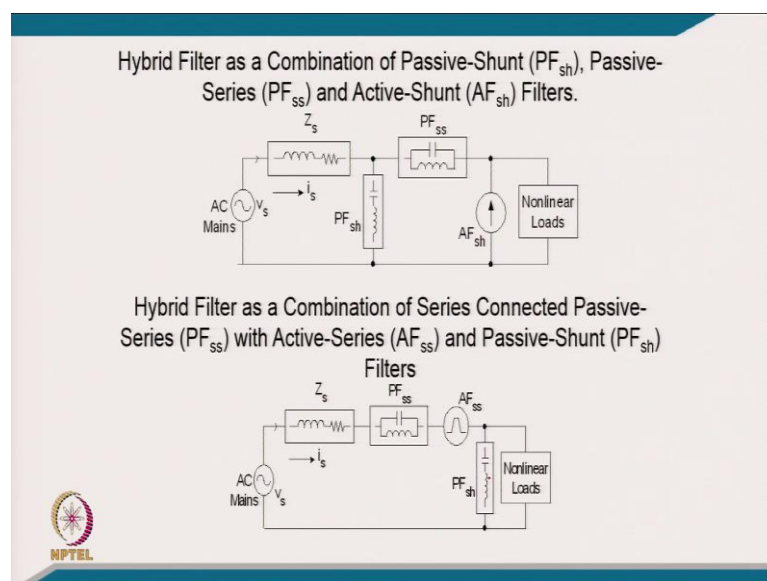 Hybrid Filter as a Combination of Passive-Shunt (PFsh), Passive-
Series (PFss) and Active-Shunt (AFsh) Filters.
Zs
PFss
is
AC
Mains
vs
PFsh
AFsh
Nonlinear
Loads
Hybrid Filter as a Combination of Series Connected Passive-
Series (PFss) with Active-Series (AFss) and Passive-Shunt (PFsh)
Filters
Zs
PFss
AFss
is
AC
Mains
vs
PFsh
Nonlinear
Loads
NPTEL